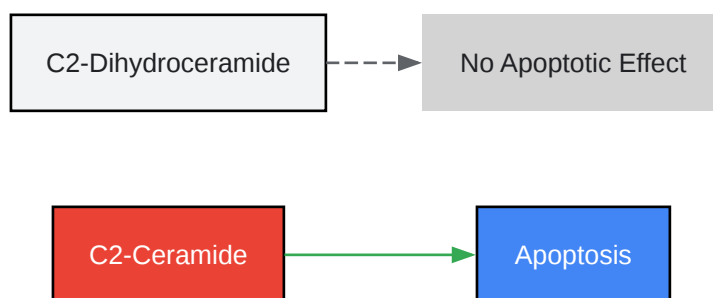 C2-Dihydroceramide
No Apoptotic Effect
C2-Ceramide
Apoptosis